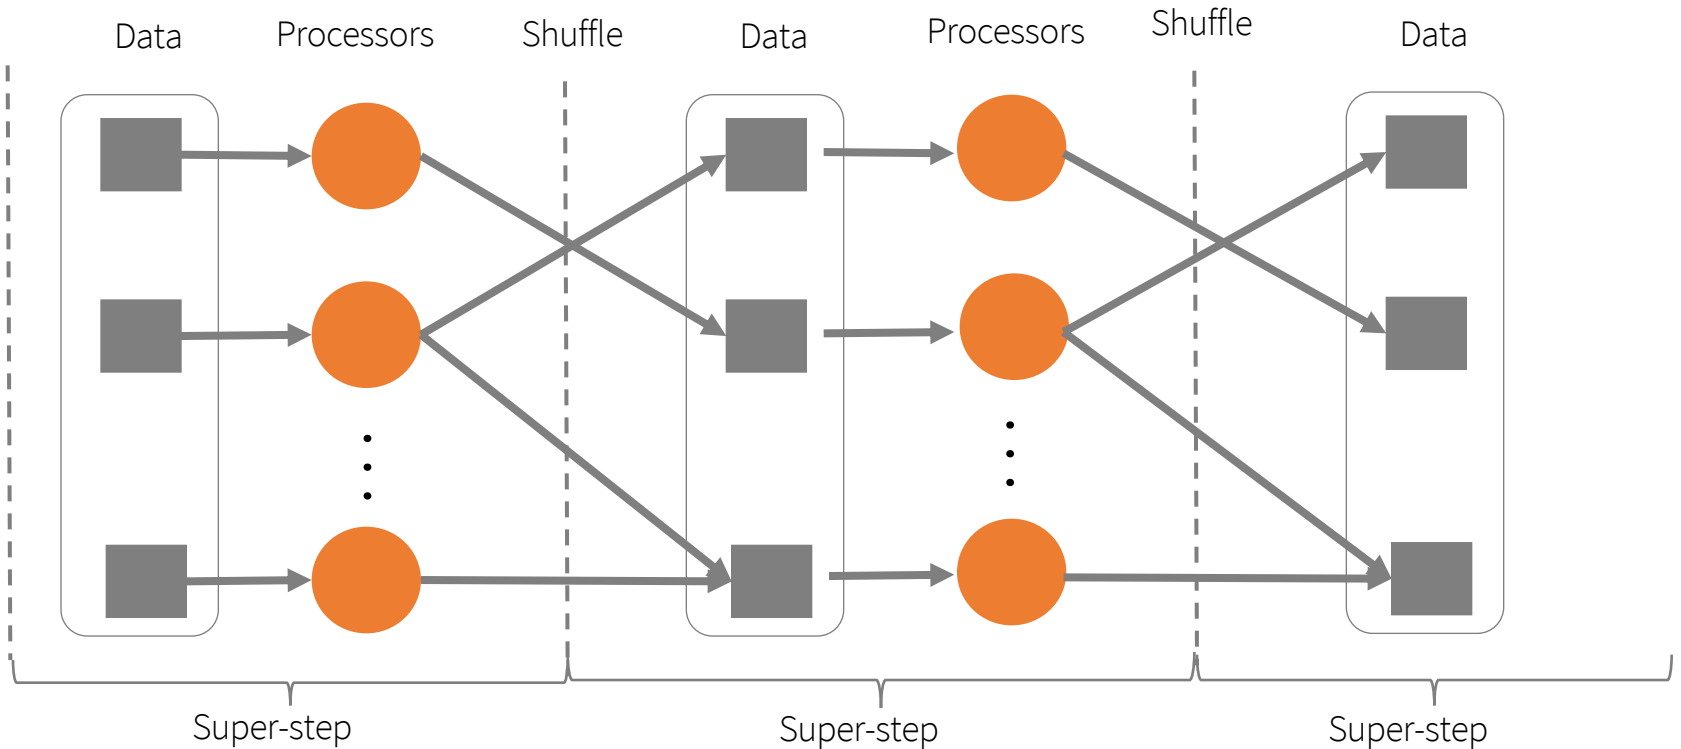 Data
Processors
Shuffle
Data
Processors
Shuffle
Data
Super-step
Super-step
Super-step